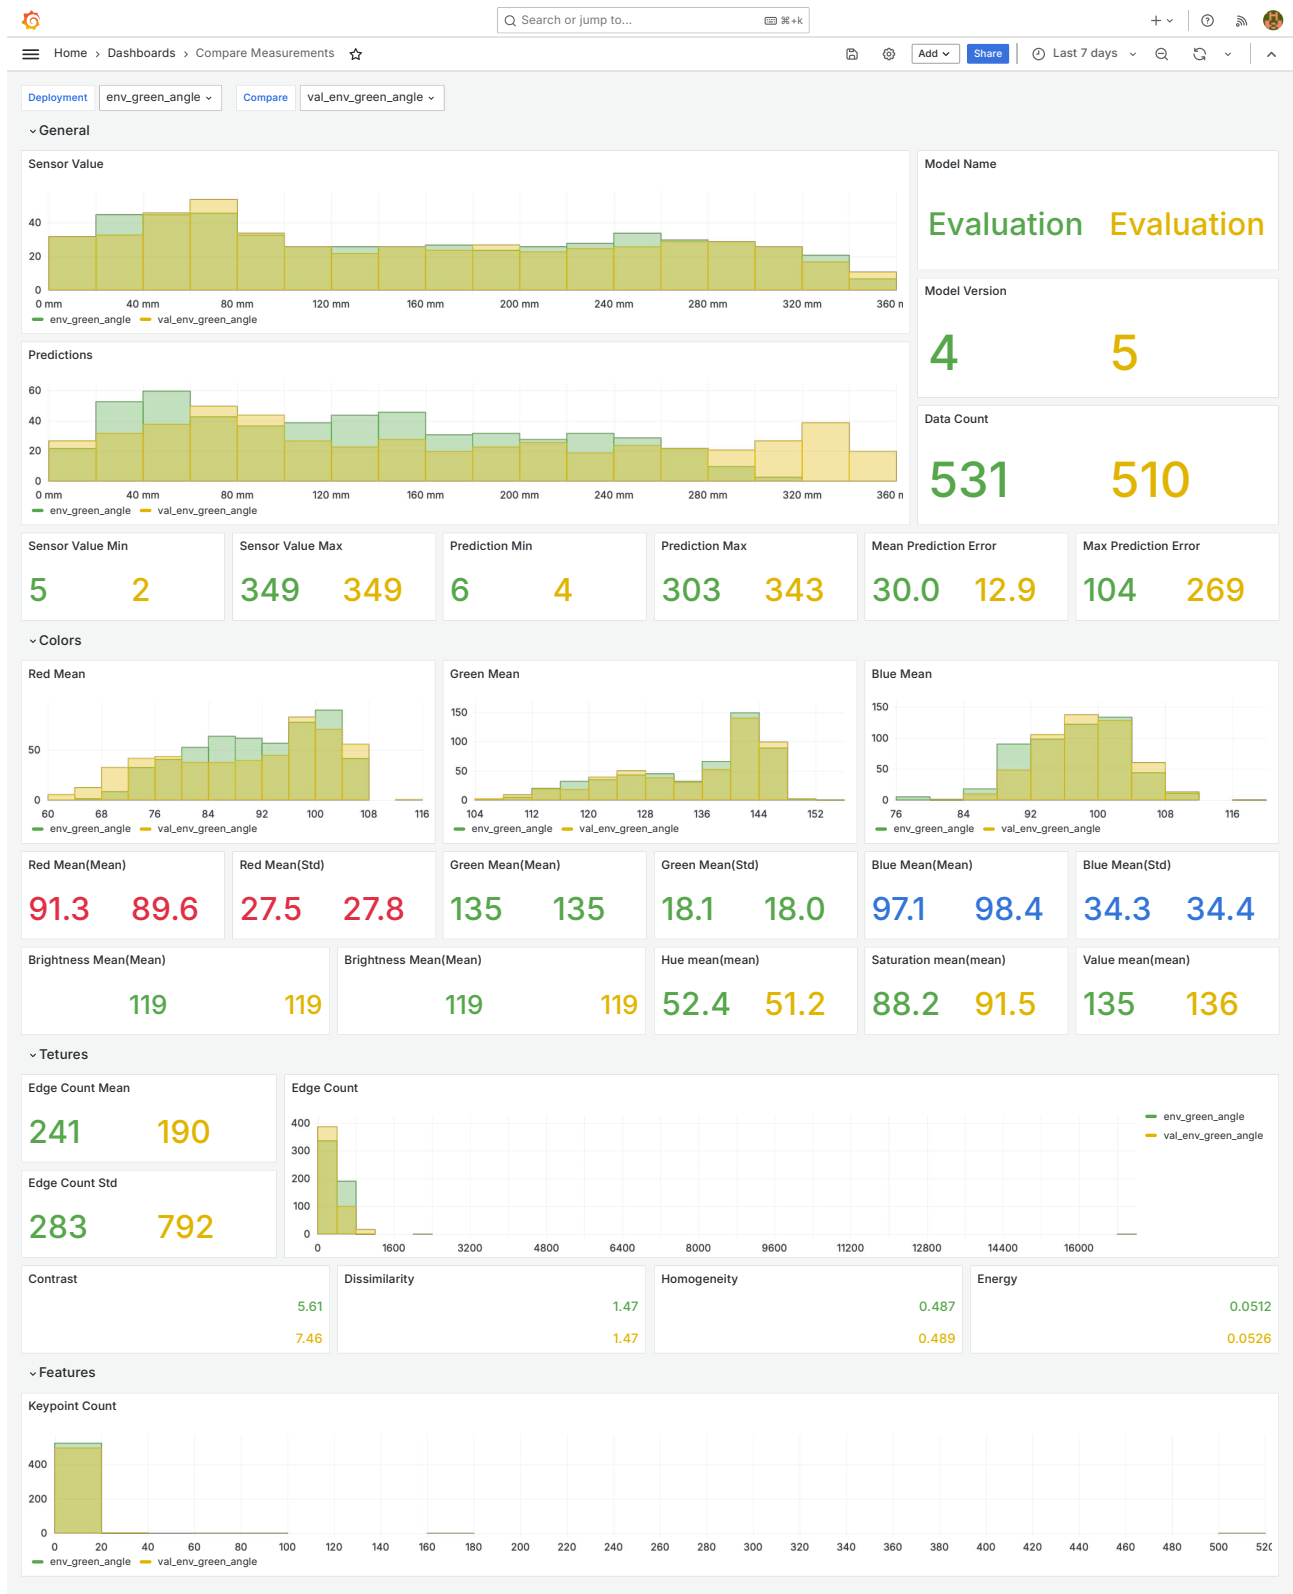 Search or jump to... ⌘+k
Home › Dashboards › Compare Measurements Add Share Last 7 days
Deployment env_green_angle Compare val_env_green_angle
General
Sensor Value
40
20
0
0 mm 40 mm 80 mm 120 mm 160 mm 200 mm 240 mm 280 mm 320 mm 360 m
env_green_angle val_env_green_angle
Model Name
Evaluation Evaluation
Model Version
4 5
Predictions
60
40
20
0
0 mm 40 mm 80 mm 120 mm 160 mm 200 mm 240 mm 280 mm 320 mm 360 m
env_green_angle val_env_green_angle
Data Count
531 510
Sensor Value Min
5 2
Sensor Value Max
349 349
Prediction Min
6 4
Prediction Max
303 343
Mean Prediction Error
30.0 12.9
Max Prediction Error
104 269
Colors
Red Mean
50
0
60 68 76 84 92 100 108 116
env_green_angle val_env_green_angle
Green Mean
150
100
50
0
104 112 120 128 136 144 152
env_green_angle val_env_green_angle
Blue Mean
150
100
50
0
76 84 92 100 108 116
env_green_angle val_env_green_angle
Red Mean(Mean)
91.3 89.6
Red Mean(Std)
27.5 27.8
Green Mean(Mean)
135 135
Green Mean(Std)
18.1 18.0
Blue Mean(Mean)
97.1 98.4
Blue Mean(Std)
34.3 34.4
Brightness Mean(Mean)
119 119
Brightness Mean(Mean)
119 119
Hue mean(mean)
52.4 51.2
Saturation mean(mean)
88.2 91.5
Value mean(mean)
135 136
Tetures
Edge Count Mean
241 190
Edge Count Std
283 792
Edge Count
400
300
200
100
0
0 1600 3200 4800 6400 8000 9600 11200 12800 14400 16000
env_green_angle
val_env_green_angle
Contrast
5.61
7.46
Dissimilarity
1.47
1.47
Homogeneity
0.487
0.489
Energy
0.0512
0.0526
Features
Keypoint Count
400
200
0
0 20 40 60 80 100 120 140 160 180 200 220 240 260 280 300 320 340 360 380 400 420 440 460 480 500 520
env_green_angle val_env_green_angle